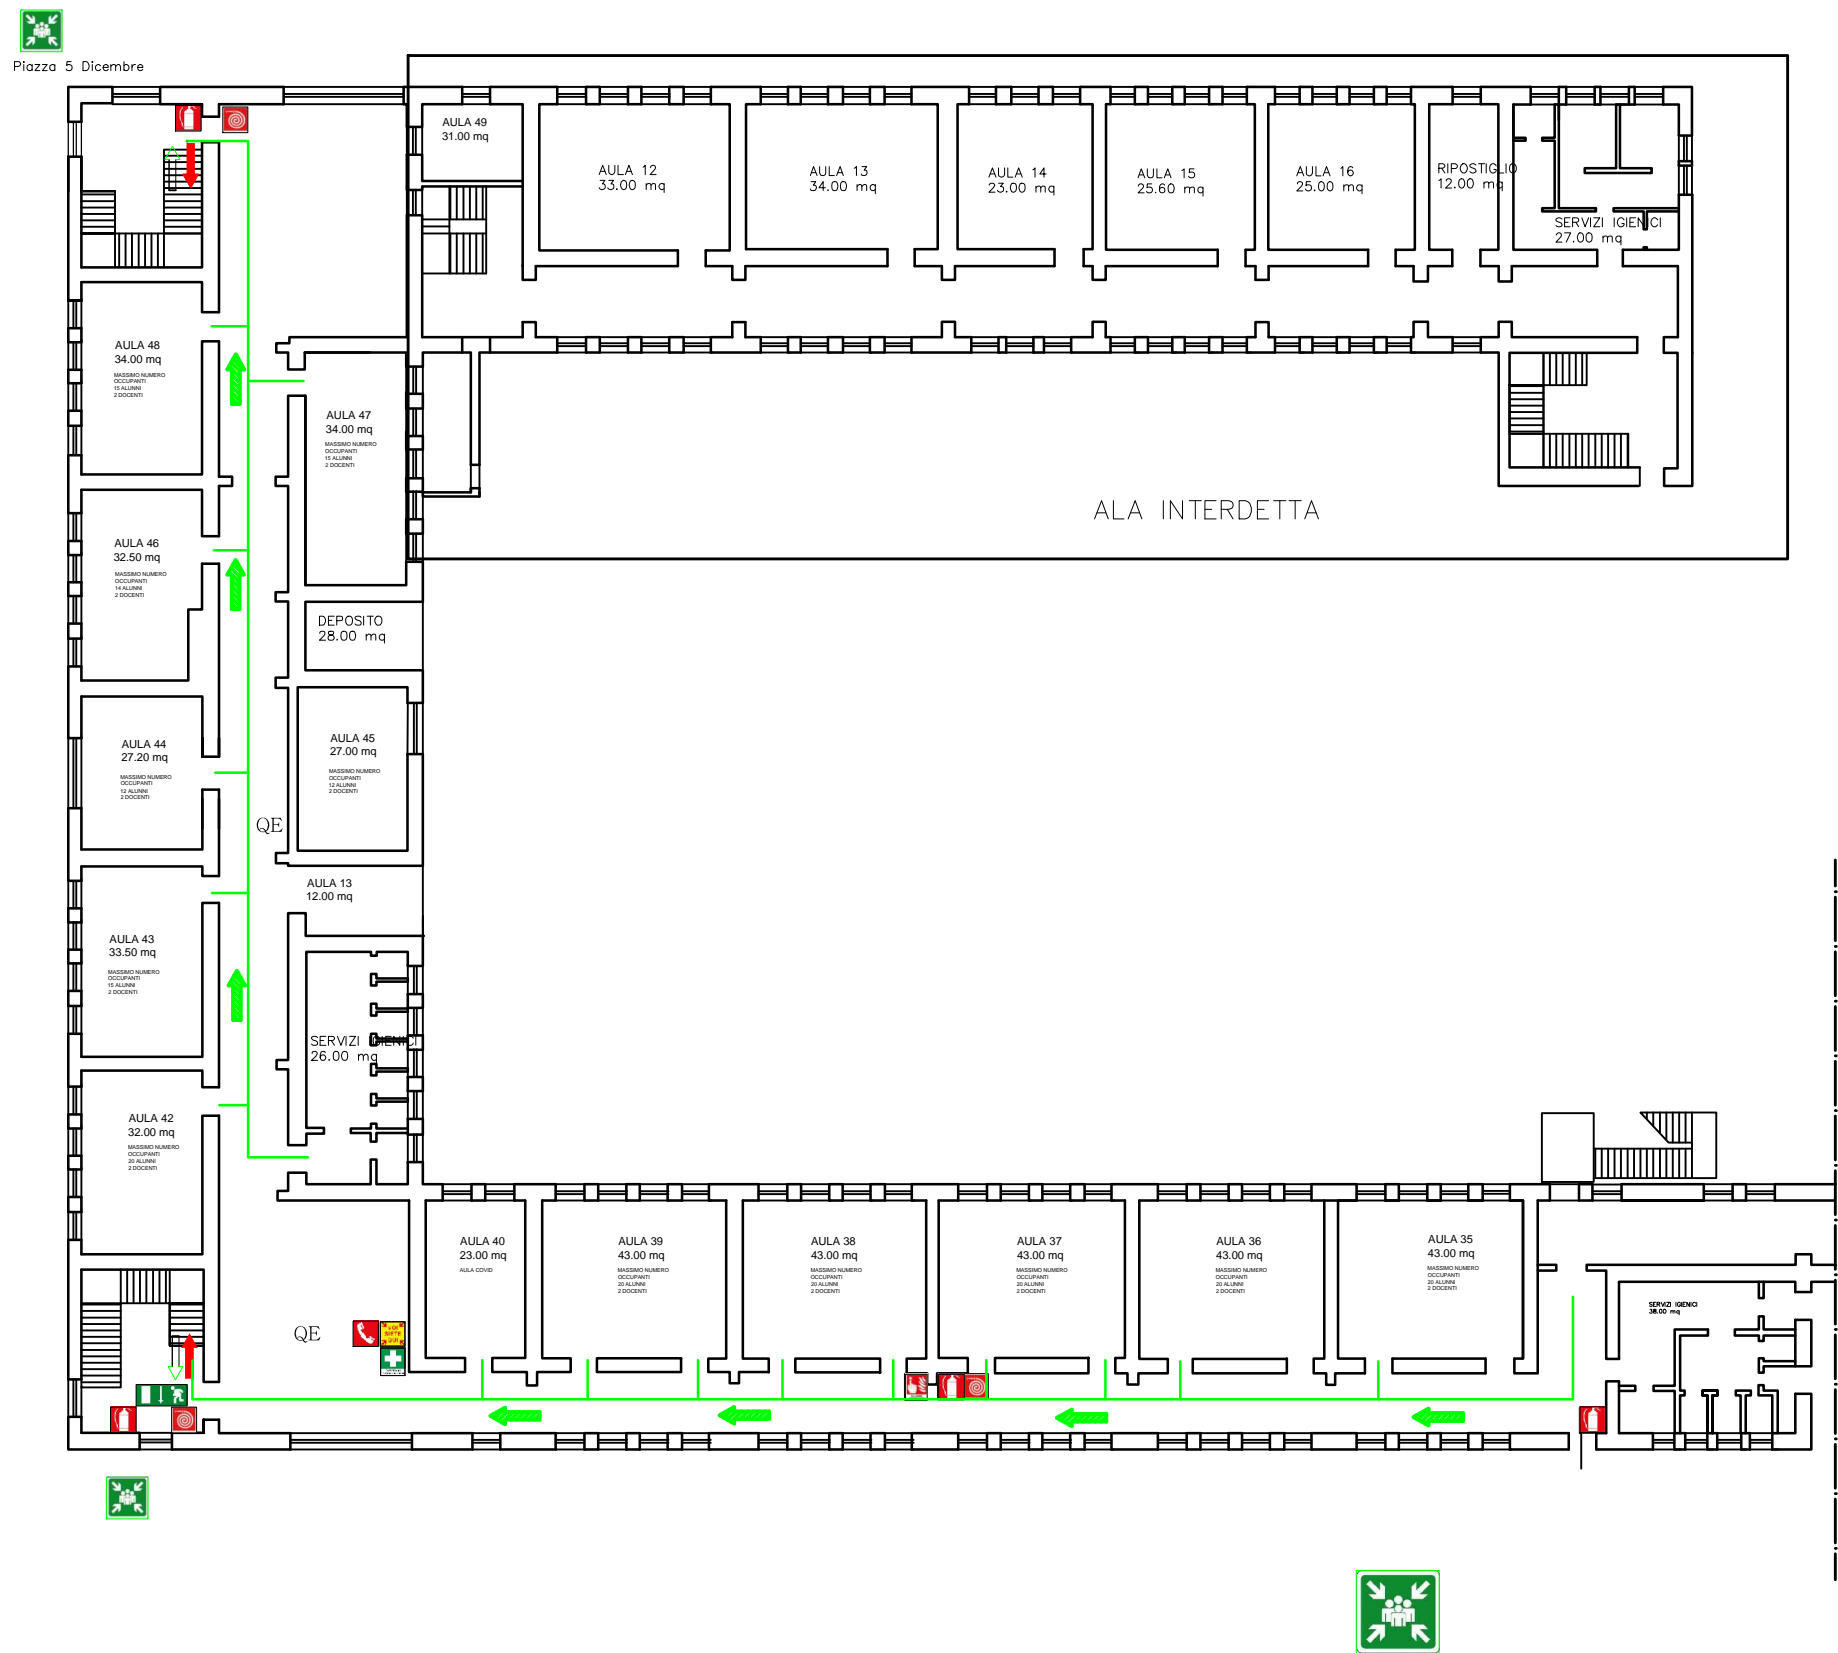 Piazza 5 Dicembre
AULA 49
31.00 mq
AULA 12
33.00 mq
AULA 13
34.00 mq
AULA 14
23.00 mq
AULA 15
25.60 mq
AULA 16
25.00 mq
RIPOSTIGLIO
12.00 mq
SERVIZI IGIENICI
27.00 mq
AULA 48
34.00 mq
MASSIMO NUMERO
OCCUPANTI
15 ALUNNI
2 DOCENTI
AULA 47
34.00 mq
MASSIMO NUMERO
OCCUPANTI
15 ALUNNI
2 DOCENTI
ALA INTERDETTA
AULA 46
32.50 mq
MASSIMO NUMERO
OCCUPANTI
14 ALUNNI
2 DOCENTI
DEPOSITO
28.00 mq
AULA 44
27.20 mq
MASSIMO NUMERO
OCCUPANTI
12 ALUNNI
2 DOCENTI
AULA 45
27.00 mq
MASSIMO NUMERO
OCCUPANTI
12 ALUNNI
2 DOCENTI
QE
AULA 13
12.00 mq
AULA 43
33.50 mq
MASSIMO NUMERO
OCCUPANTI
15 ALUNNI
2 DOCENTI
SERVIZI IGIENICI
26.00 mq
AULA 42
32.00 mq
MASSIMO NUMERO
OCCUPANTI
20 ALUNNI
2 DOCENTI
AULA 40
23.00 mq
AULA COVID
AULA 39
43.00 mq
MASSIMO NUMERO
OCCUPANTI
20 ALUNNI
2 DOCENTI
AULA 38
43.00 mq
MASSIMO NUMERO
OCCUPANTI
20 ALUNNI
2 DOCENTI
AULA 37
43.00 mq
MASSIMO NUMERO
OCCUPANTI
20 ALUNNI
2 DOCENTI
AULA 36
43.00 mq
MASSIMO NUMERO
OCCUPANTI
20 ALUNNI
2 DOCENTI
AULA 35
43.00 mq
MASSIMO NUMERO
OCCUPANTI
20 ALUNNI
2 DOCENTI
SERVIZI IGIENICI
38.00 mq
QE
VOI
SIETE
QUI